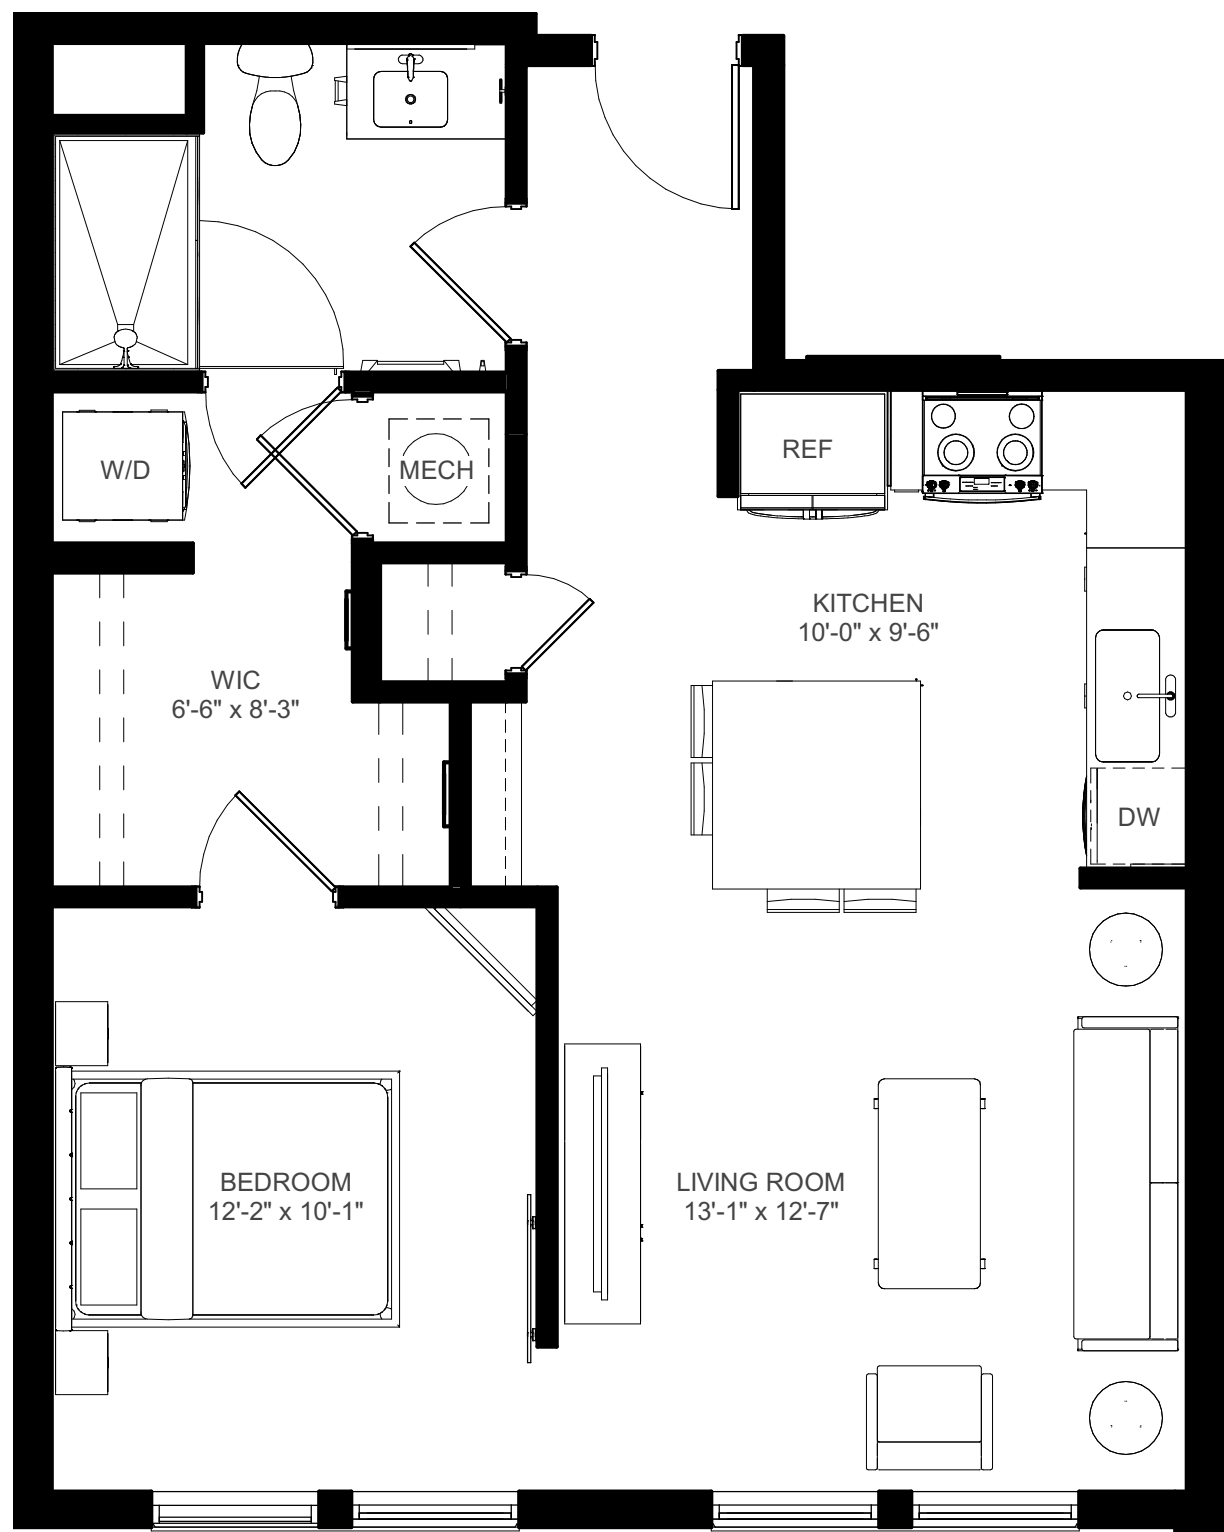 REF
W/D
MECH
KITCHEN
10'-0" x 9'-6"
WIC
6'-6" x 8'-3"
DW
BEDROOM
12'-2" x 10'-1"
LIVING ROOM
13'-1" x 12'-7"